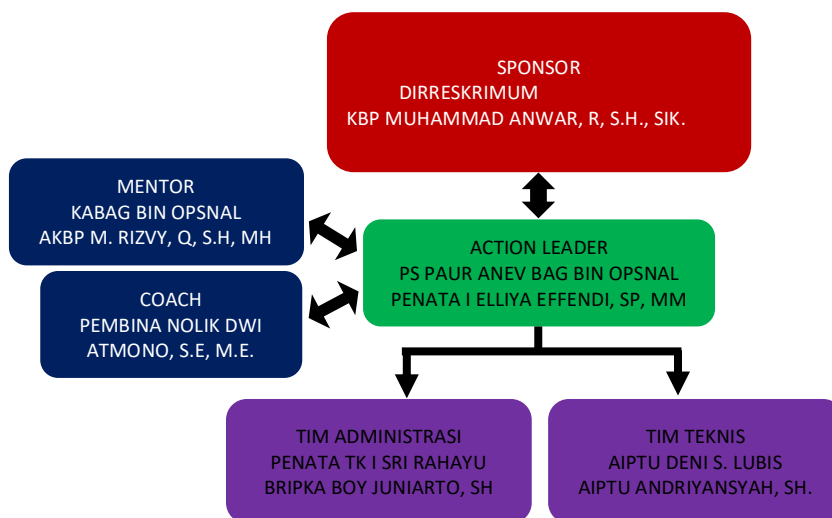 SPONSOR
DIRRESKRIMUM
KBP MUHAMMAD ANWAR, R, S.H., SIK.
MENTOR
KABAG BIN OPSNAL
AKBP M. RIZVY, Q, S.H, MH
ACTION LEADER
PS PAUR ANEV BAG BIN OPSNAL
PENATA I ELLIYA EFFENDI, SP, MM
COACH
PEMBINA NOLIK DWI
ATMONO, S.E, M.E.
TIM ADMINISTRASI
PENATA TK I SRI RAHAYU
BRIPKA BOY JUNIARTO, SH
TIM TEKNIS
AIPTU DENI S. LUBIS
AIPTU ANDRIYANSYAH, SH.